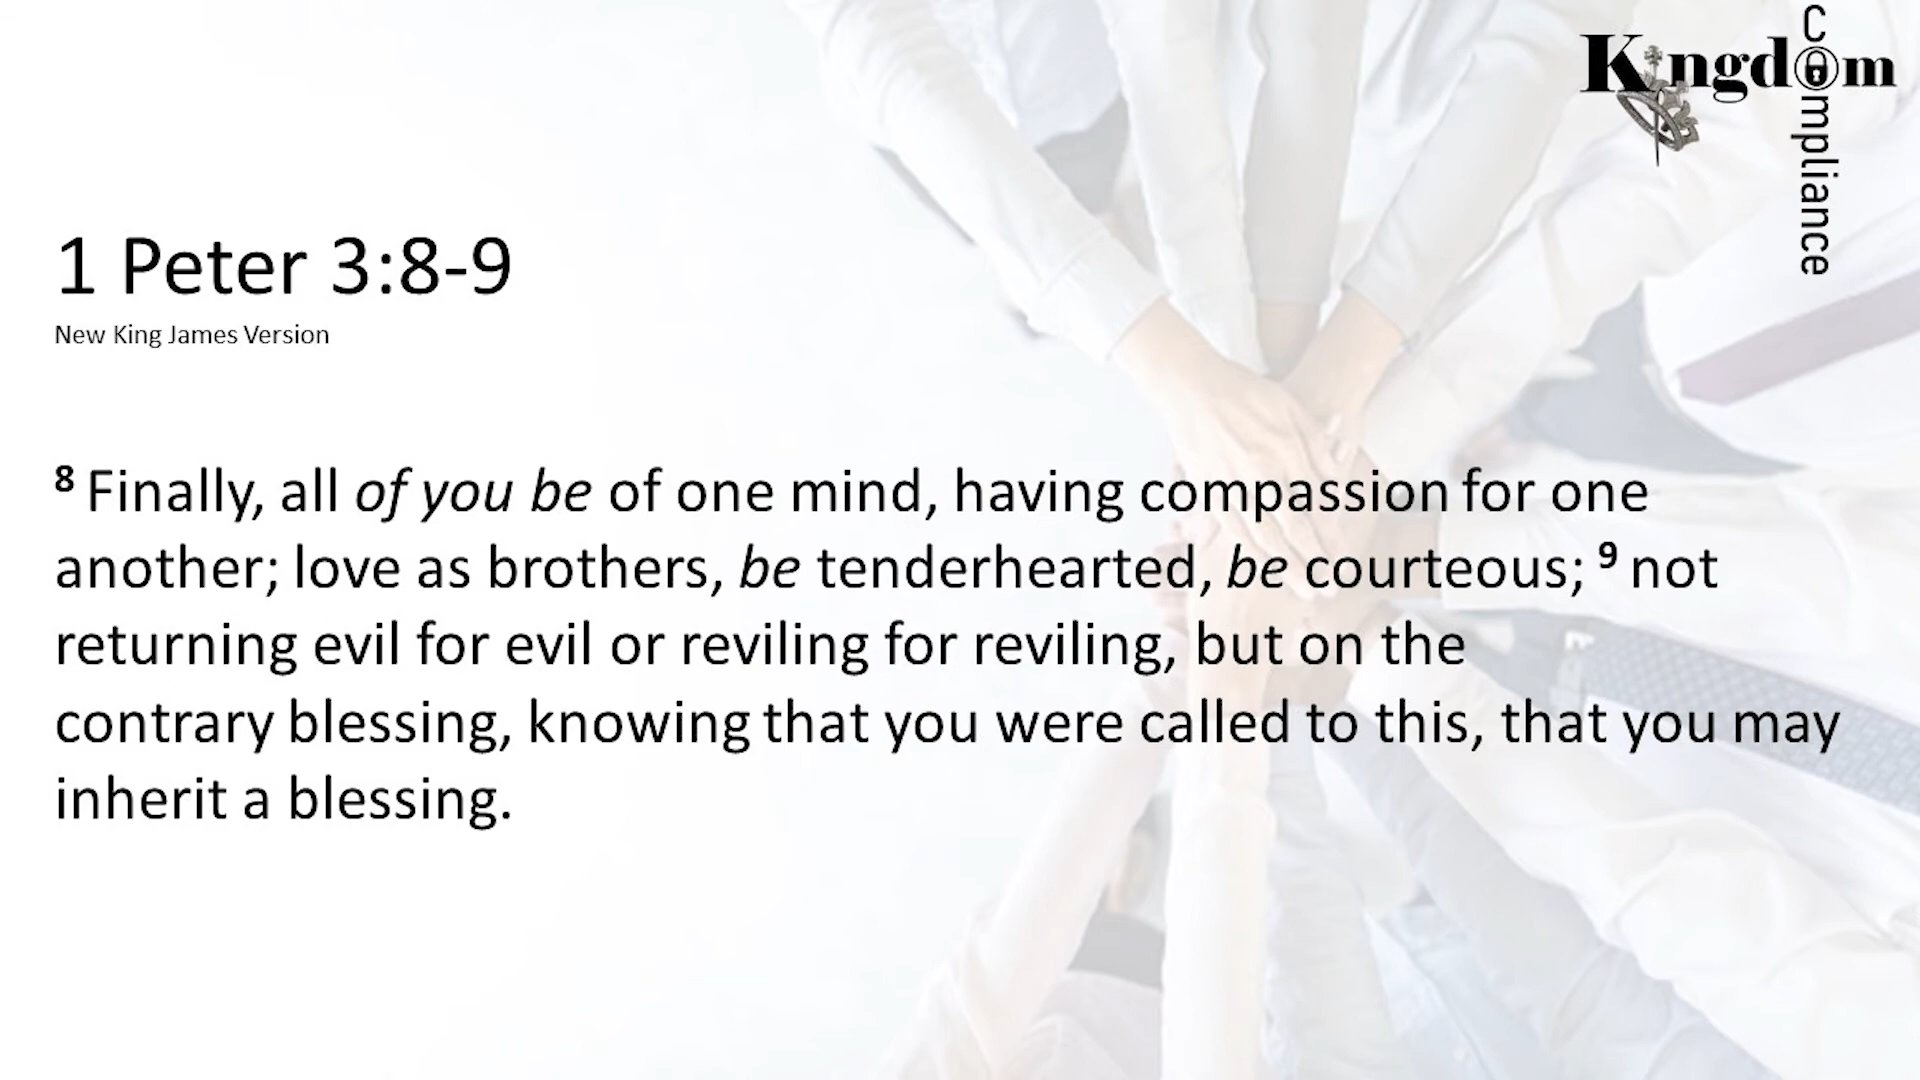 Kingdom
Compliance
1 Peter 3:8-9
New King James Version
8 Finally, all of you be of one mind, having compassion for one
another; love as brothers, be tenderhearted, be courteous; 9 not
returning evil for evil or reviling for reviling, but on the
contrary blessing, knowing that you were called to this, that you may
inherit a blessing.